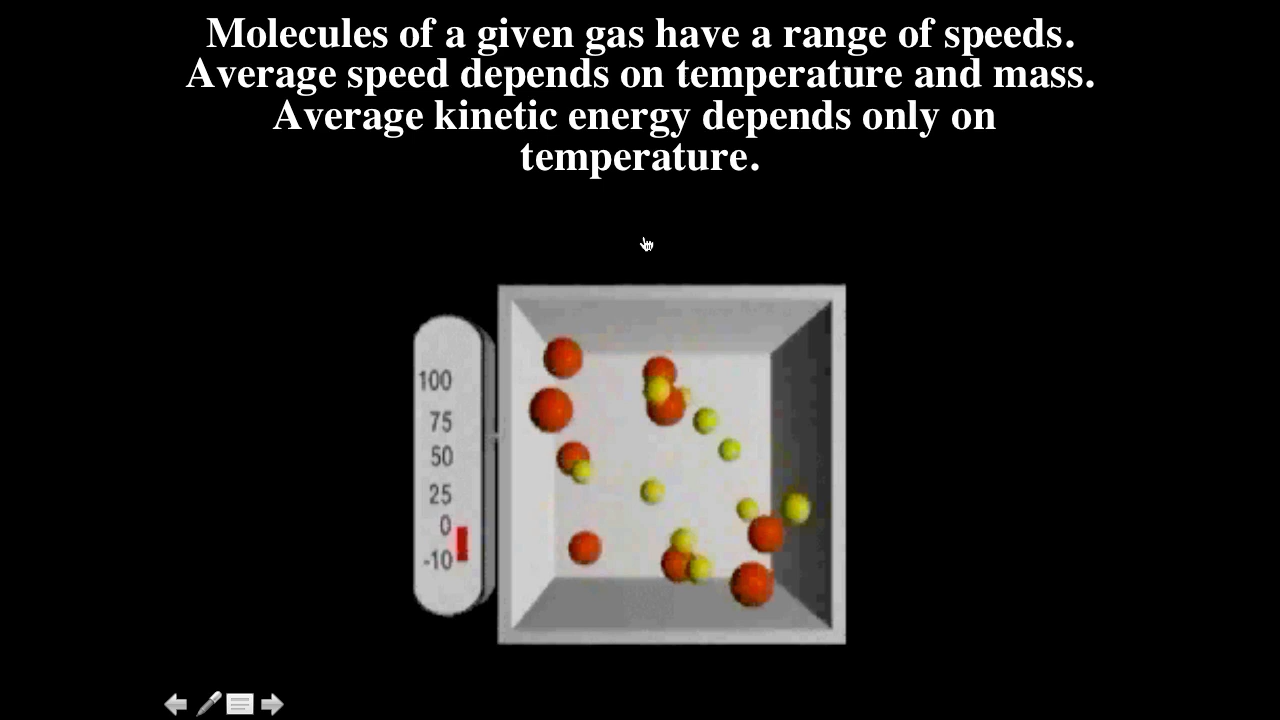 Molecules of a given gas have a range of speeds.
Average speed depends on temperature and mass.
Average kinetic energy depends only on
temperature.
100
75
50
25
0
-10